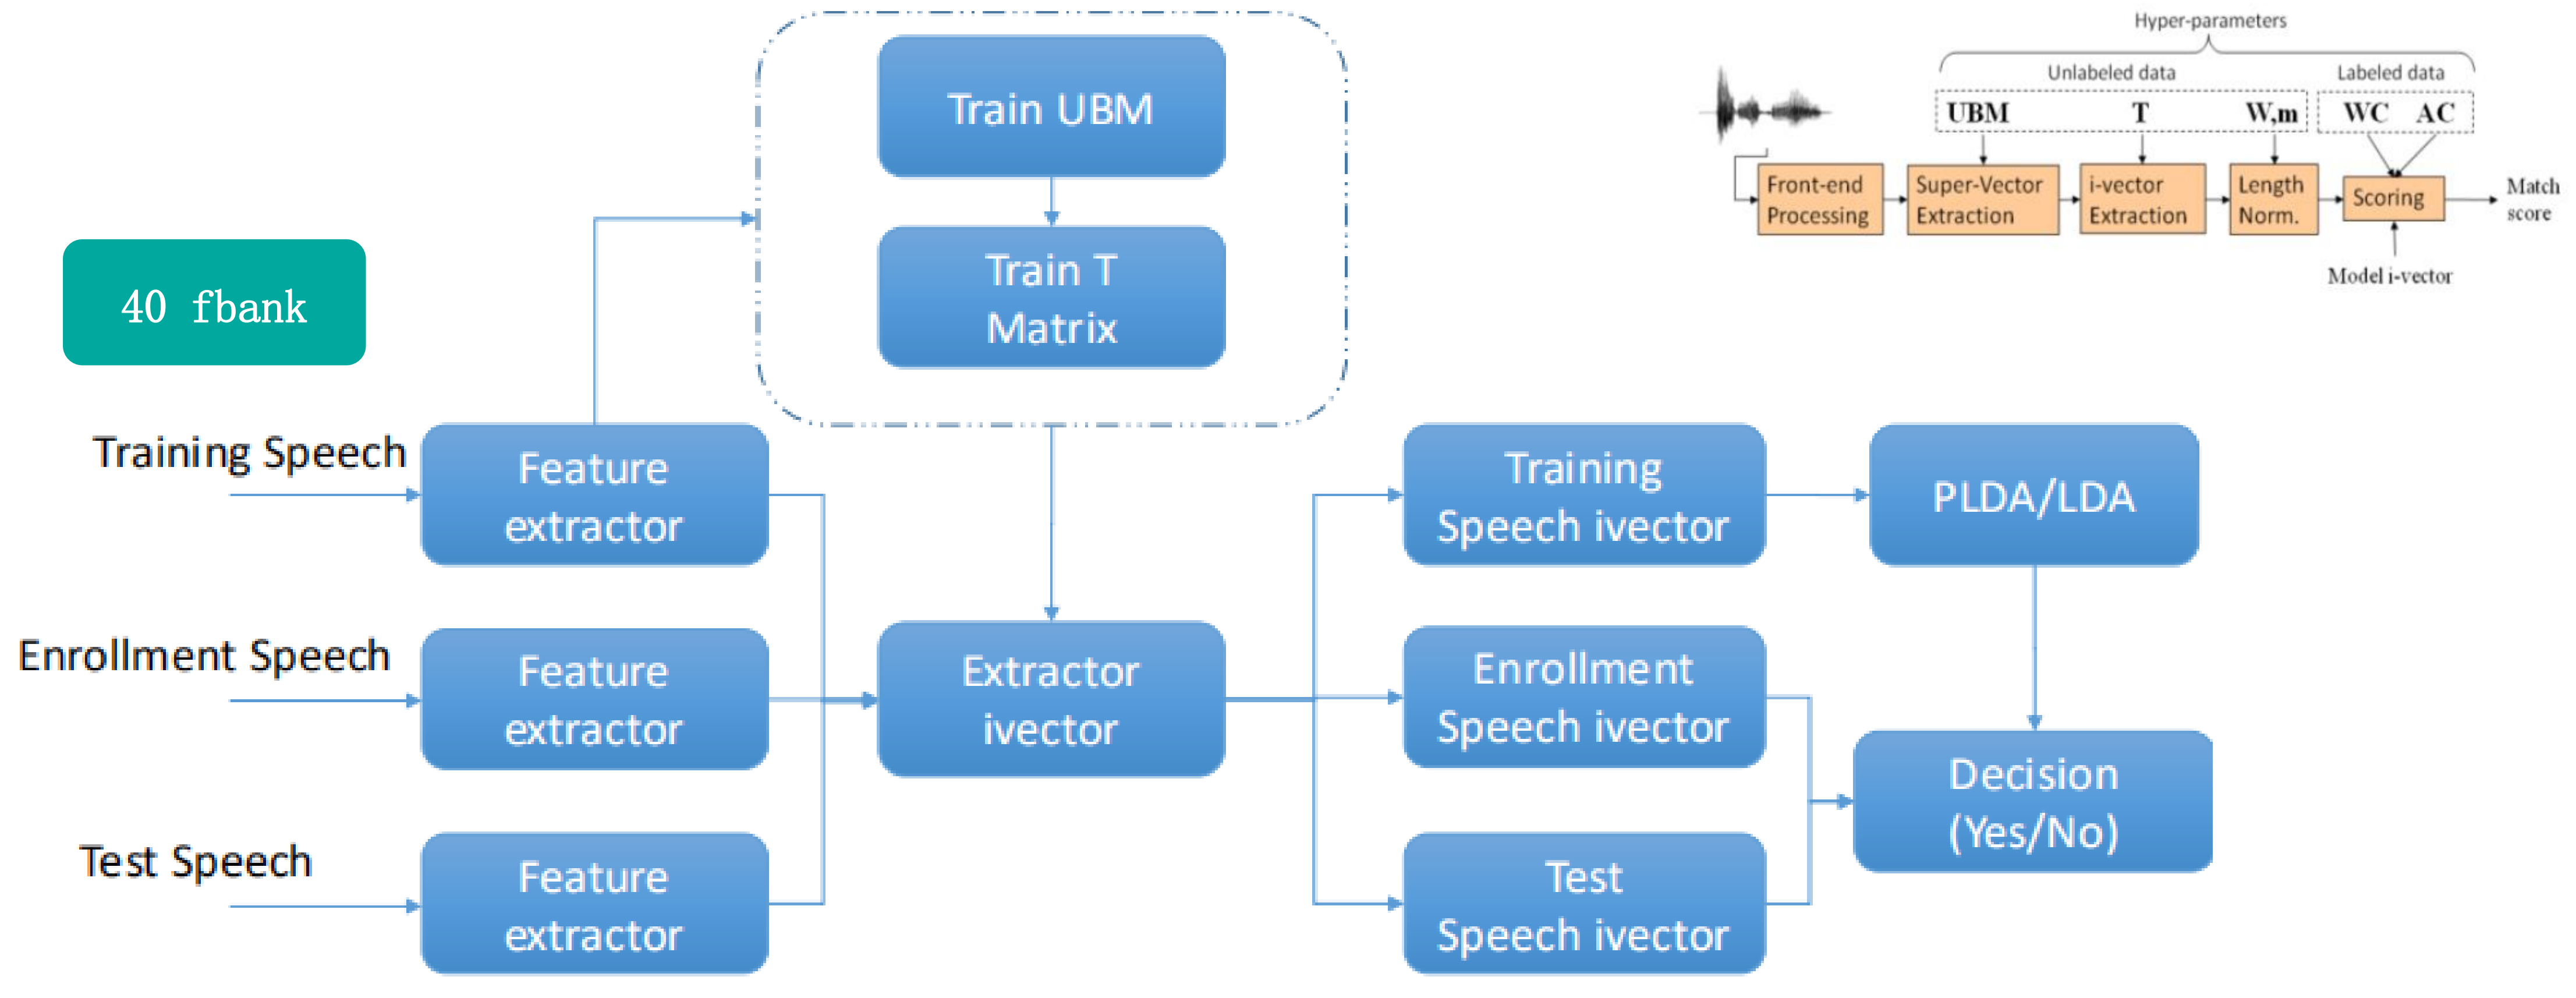 Train UBM
Train T
Matrix
40 fbank
Training Speech
Feature
extractor
Enrollment Speech
Feature
extractor
Test Speech
Feature
extractor
Extractor
ivector
Training
Speech ivector
Enrollment
Speech ivector
Test
Speech ivector
PLDA/LDA
Decision
(Yes/No)
Hyper-parameters
Unlabeled data
Labeled data
UBM T W,m WC AC
Front-end
Processing
Super-Vector
Extraction
i-vector
Extraction
Length
Norm.
Scoring
Match
score
Model i-vector